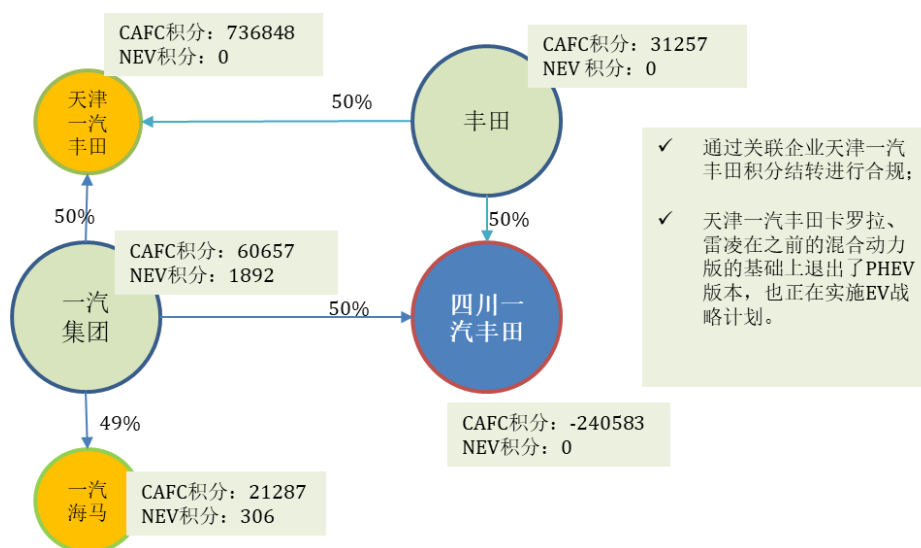 CAFC积分：736848
NEV积分：0
CAFC积分：31257
NEV 积分：0
天津
一汽
丰田
50%
丰田
✓ 通过关联企业天津一汽
丰田积分结转进行合规；
✓ 天津一汽丰田卡罗拉、
雷凌在之前的混合动力
版的基础上退出了PHEV
版本，也正在实施EV战
略计划。
50%
50%
CAFC积分：60657
NEV积分：1892
一汽
集团
50%
四川一
汽丰田
49%
CAFC积分：-240583
NEV积分：0
一汽
海马
CAFC积分：21287
NEV积分：306